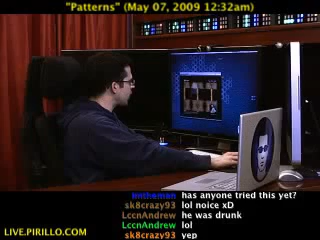 "Patterns" (May 07, 2009 12:32am)
Imtheman has anyone tried this yet?
sk8crazy93 lol noice xD
LccnAndrew he was drunk
LccnAndrew lol
sk8crazy93 yep
LIVE.PIRILLO.COM